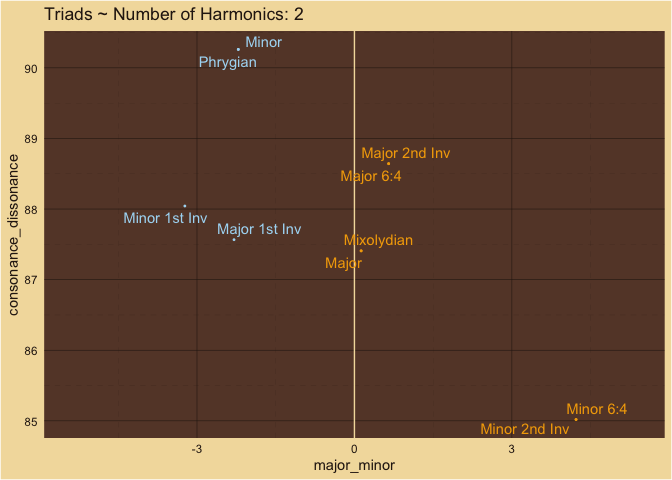 Triads ~ Number of Harmonics: 2
consonance_dissonance
90
89
88
87
86
85
Minor
Phrygian
Major 2nd Inv
Major 6:4
Minor 1st Inv
Major 1st Inv
Mixolydian
Major
Minor 6:4
Minor 2nd Inv
-3
0
3
major_minor